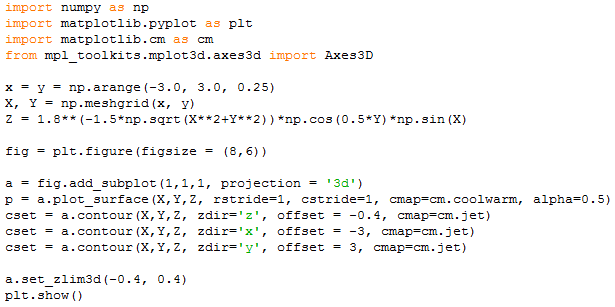 import numpy as np
import matplotlib.pyplot as plt
import matplotlib.cm as cm
from mpl_toolkits.mplot3d.axes3d import Axes3D
x = y = np.arange(-3.0, 3.0, 0.25)
X, Y = np.meshgrid(x, y)
Z = 1.8**(-1.5*np.sqrt(X**2+Y**2))*np.cos(0.5*Y)*np.sin(X)
fig = plt.figure(figsize = (8,6))
a = fig.add_subplot(1,1,1, projection = '3d')
p = a.plot_surface(X,Y,Z, rstride=1, cstride=1, cmap=cm.coolwarm, alpha=0.5)
cset = a.contour(X,Y,Z, zdir='z', offset = -0.4, cmap=cm.jet)
cset = a.contour(X,Y,Z, zdir='x', offset = -3, cmap=cm.jet)
cset = a.contour(X,Y,Z, zdir='y', offset = 3, cmap=cm.jet)
a.set_zlim3d(-0.4, 0.4)
plt.show()